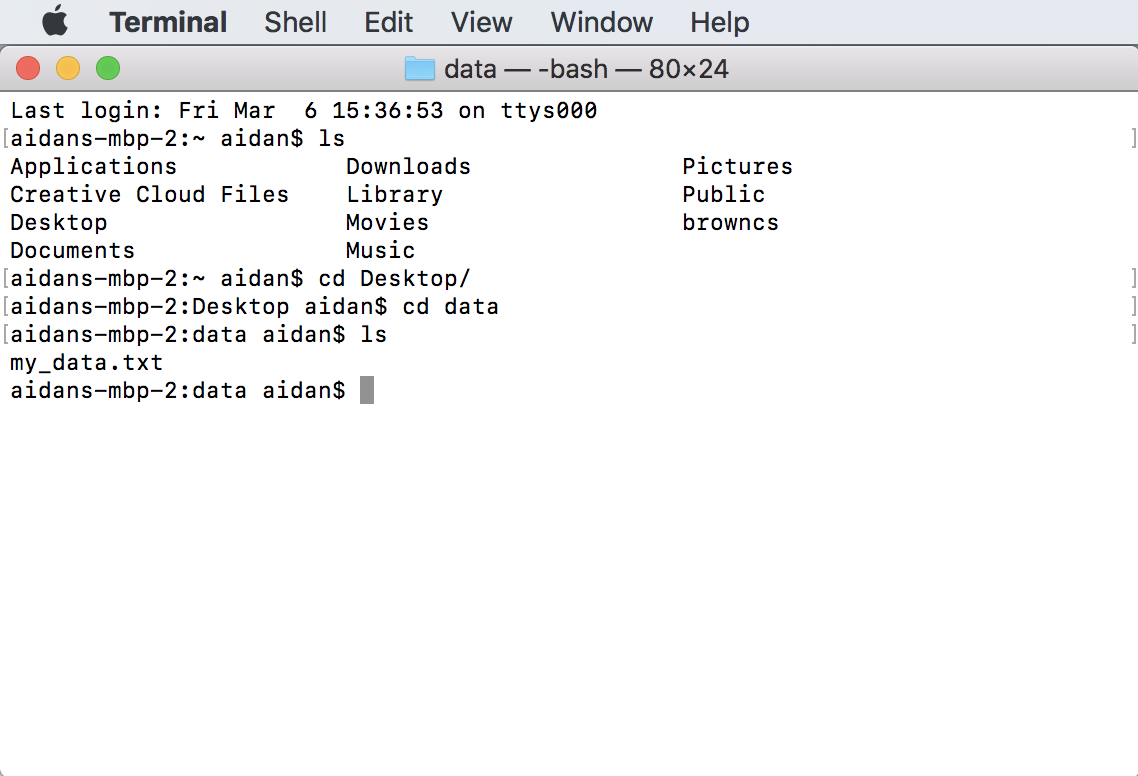 Terminal Shell Edit View Window Help
data — -bash — 80×24
Last login: Fri Mar  6 15:36:53 on ttys000
[aidans-mbp-2:~ aidan$ ls ]
Applications            Downloads               Pictures
Creative Cloud Files    Library                 Public
Desktop                 Movies                  browncs
Documents               Music
[aidans-mbp-2:~ aidan$ cd Desktop/ ]
[aidans-mbp-2:Desktop aidan$ cd data ]
[aidans-mbp-2:data aidan$ ls ]
my_data.txt
aidans-mbp-2:data aidan$